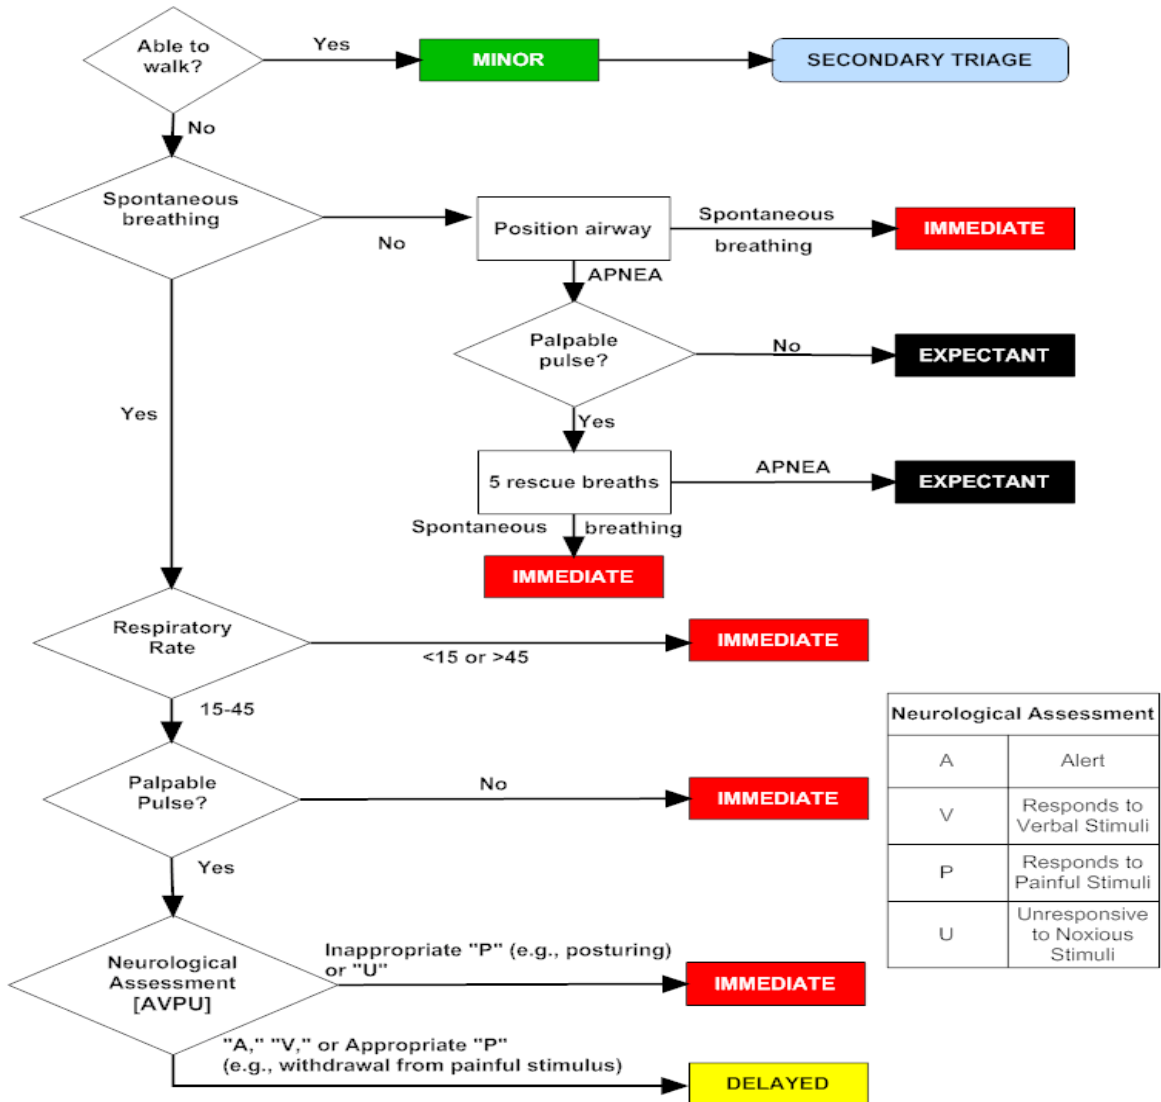 Able to
walk?
Yes
MINOR
SECONDARY TRIAGE
No
Spontaneous
breathing
No
Position airway
Spontaneous
breathing
IMMEDIATE
APNEA
Palpable
pulse?
No
EXPECTANT
Yes
Yes
5 rescue breaths
APNEA
EXPECTANT
Spontaneous breathing
IMMEDIATE
Respiratory
Rate
<15 or >45
IMMEDIATE
15-45
Palpable
Pulse?
No
IMMEDIATE
Yes
Neurological
Assessment
[AVPU]
Inappropriate "P" (e.g., posturing)
or "U"
IMMEDIATE
"A," "V," or Appropriate "P"
(e.g., withdrawal from painful stimulus)
DELAYED
Neurological Assessment
A
Alert
V
Responds to
Verbal Stimuli
P
Responds to
Painful Stimuli
U
Unresponsive
to Noxious
Stimuli